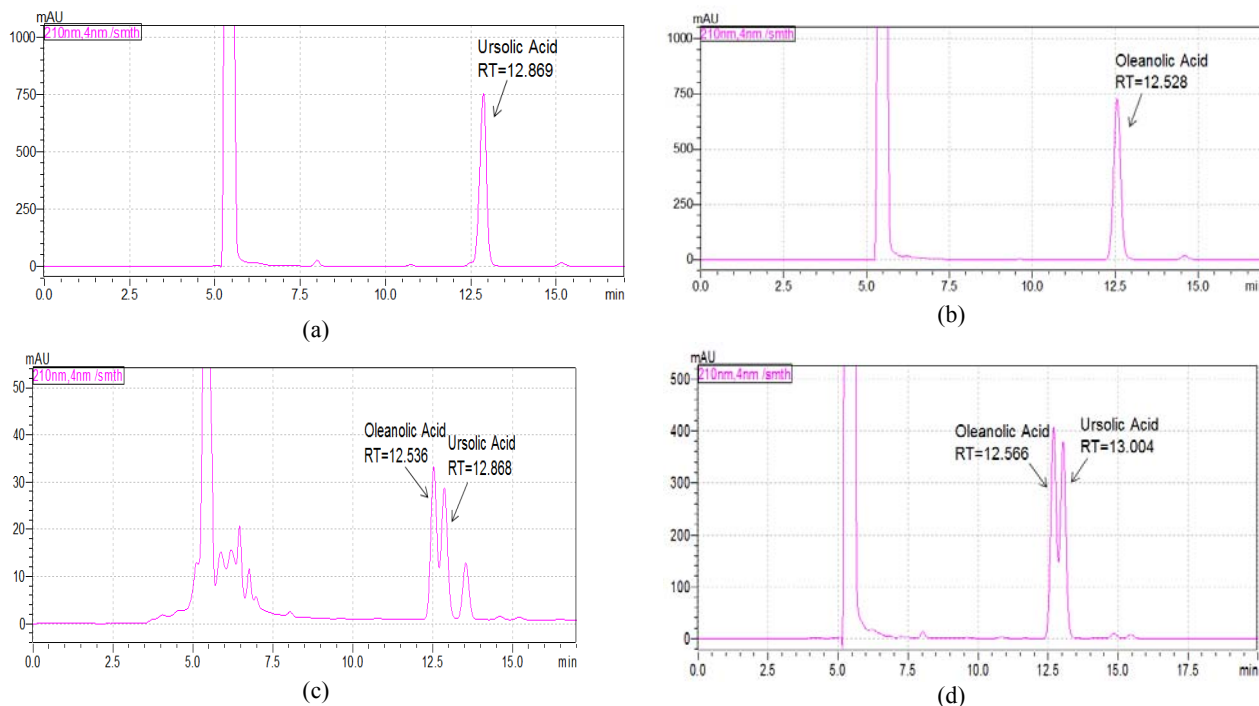 mAU
210nm,4nm /smth
1000
750
500
250
0
Ursolic Acid
RT=12.869
0.0 2.5 5.0 7.5 10.0 12.5 15.0 min
(a)
mAU
210nm,4nm /smth
1000
750
500
250
0
Oleanolic Acid
RT=12.528
0.0 2.5 5.0 7.5 10.0 12.5 15.0 min
(b)
mAU
210nm,4nm /smth
50
40
30
20
10
0
Oleanolic Acid
RT=12.536
Ursolic Acid
RT=12.868
0.0 2.5 5.0 7.5 10.0 12.5 15.0 min
(c)
mAU
210nm,4nm /smth
500
400
300
200
100
0
Oleanolic Acid
RT=12.566
Ursolic Acid
RT=13.004
0.0 2.5 5.0 7.5 10.0 12.5 15.0 17.5 min
(d)